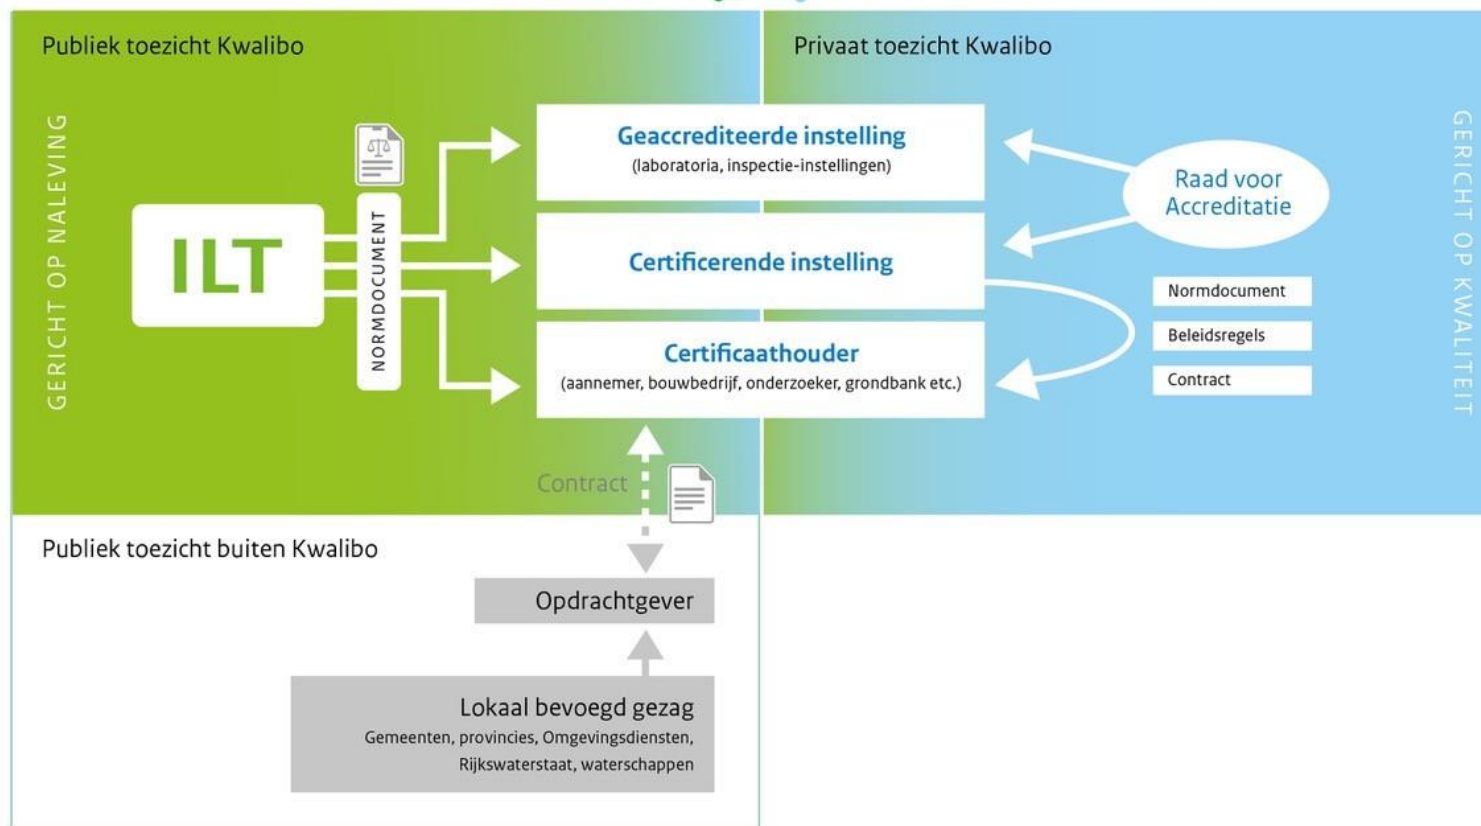 Publiek toezicht Kwalibo
Privaat toezicht Kwalibo
GERICHT OP NALEVING
ILT
NORMDOCUMENT
Geaccrediteerde instelling
(laboratoria, inspectie-instellingen)
Certificerende instelling
Certificaathouder
(aannemer, bouwbedrijf, onderzoeker, grondbank etc.)
Raad voor
Accreditatie
Normdocument
Beleidsregels
Contract
GERICHT OP KWALITEIT
Contract
Publiek toezicht buiten Kwalibo
Opdrachtgever
Lokaal bevoegd gezag
Gemeenten, provincies, Omgevingsdiensten,
Rijkswaterstaat, waterschappen